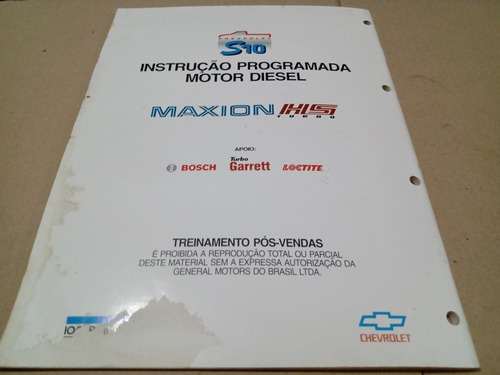 CHEVROLET
S10
INSTRUÇÃO PROGRAMADA
MOTOR DIESEL
MAXION HS
TURBO
APOIO:
BOSCH
Turbo
Garrett
LOCTITE
TREINAMENTO PÓS-VENDAS
É PROIBIDA A REPRODUÇÃO TOTAL OU PARCIAL
DESTE MATERIAL SEM A EXPRESSA AUTORIZAÇÃO DA
GENERAL MOTORS DO BRASIL LTDA.
CHEVROLET